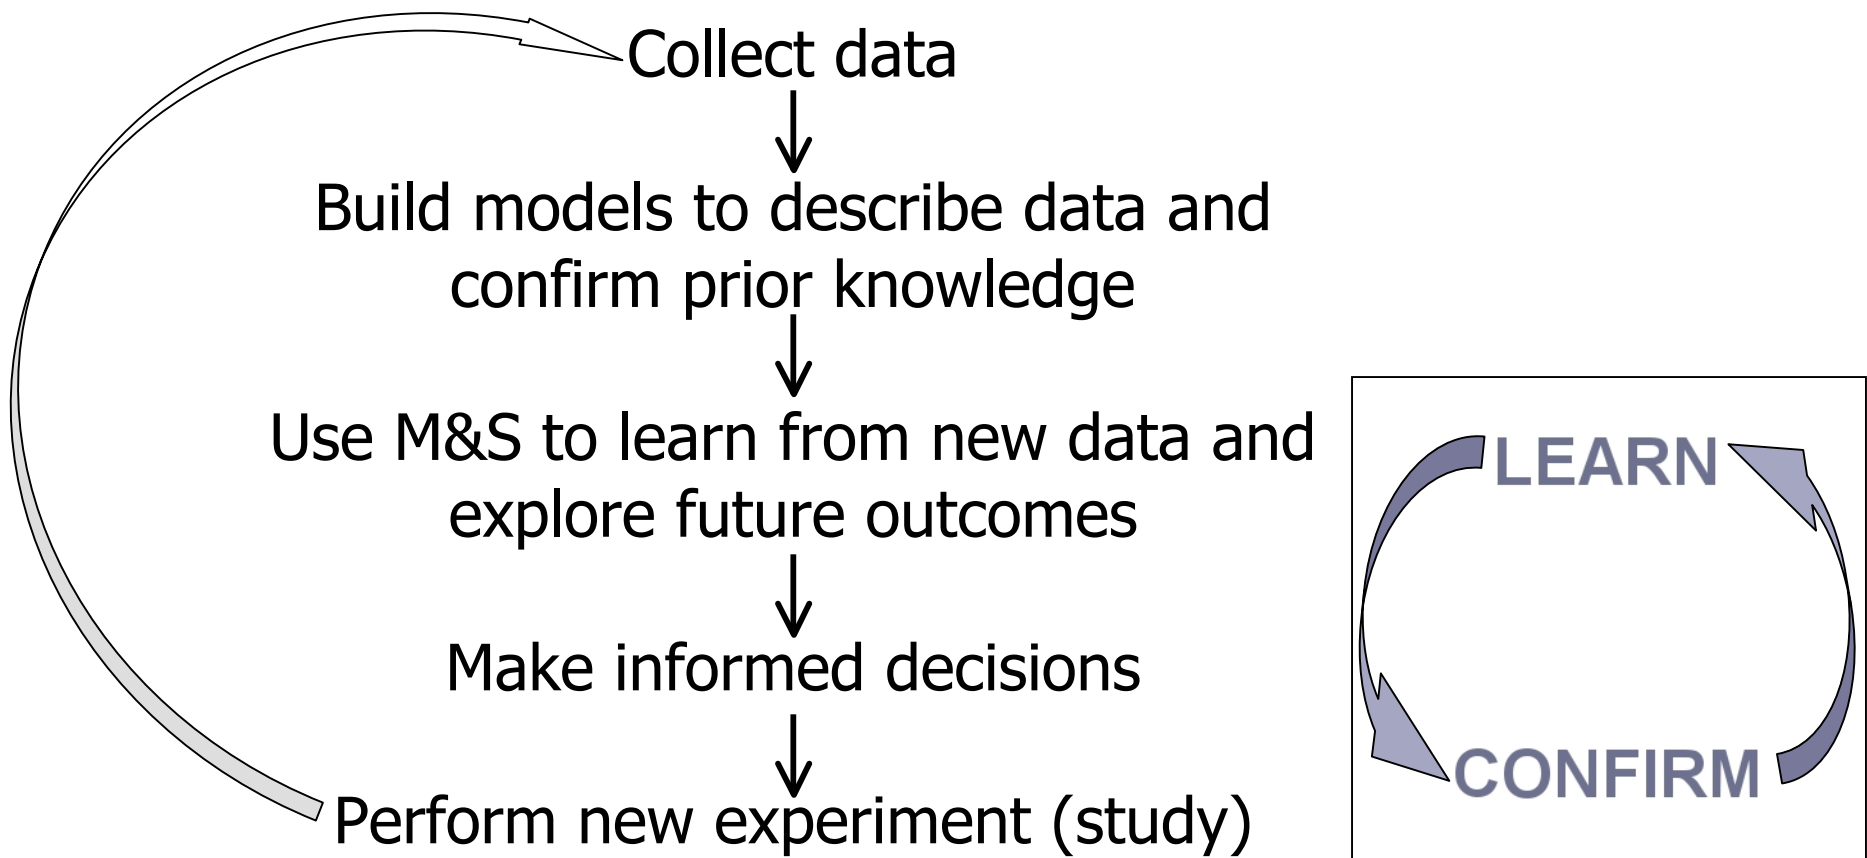 Collect data
Build models to describe data and
confirm prior knowledge
Use M&S to learn from new data and
explore future outcomes
Make informed decisions
Perform new experiment (study)
LEARN
CONFIRM